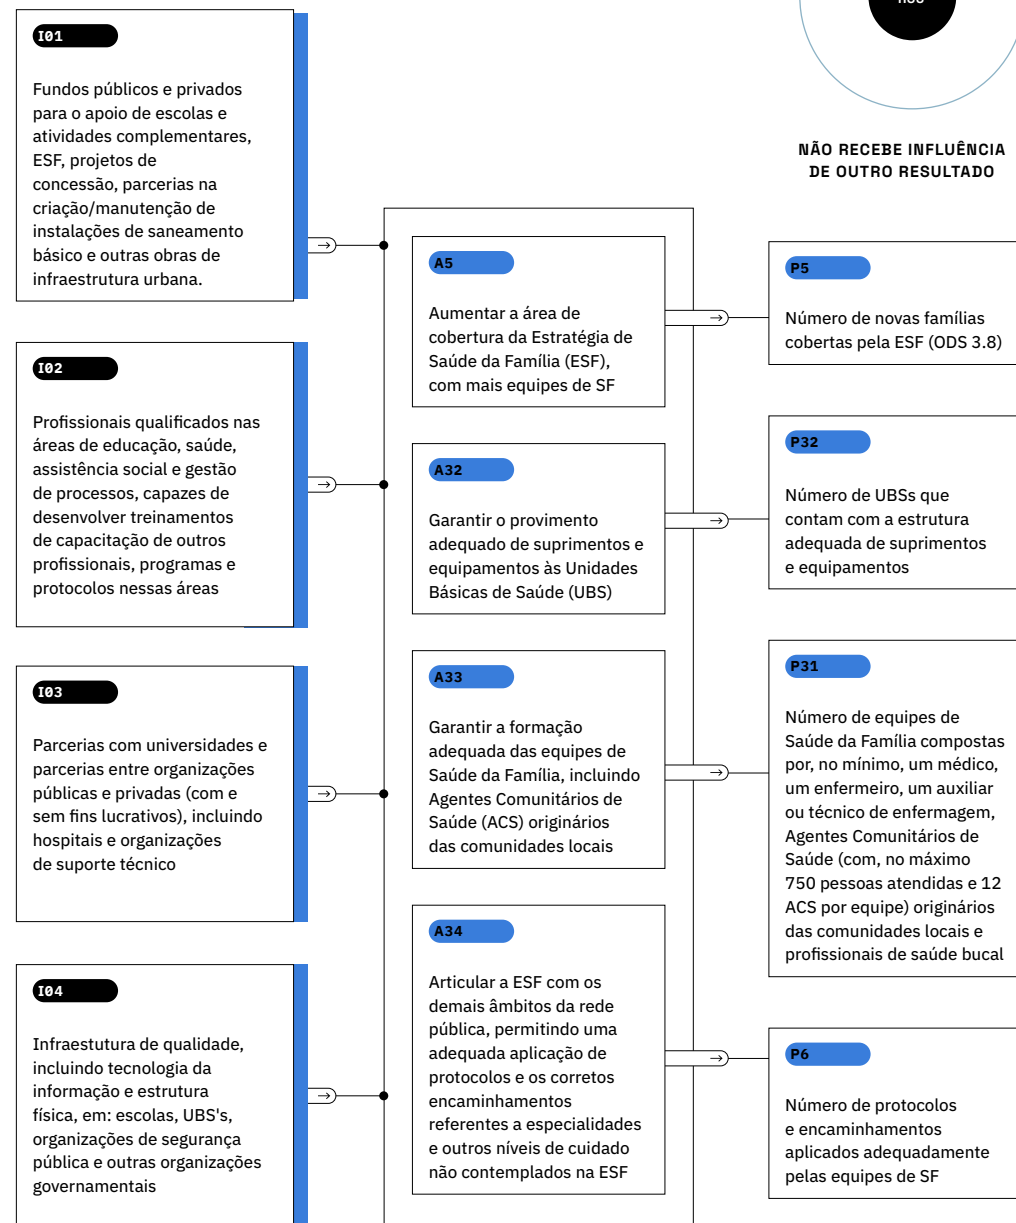 I01
Fundos públicos e privados
para o apoio de escolas e
atividades complementares,
ESF, projetos de
concessão, parcerias na
criação/manutenção de
instalações de saneamento
básico e outras obras de
infraestrutura urbana.
I02
Profissionais qualificados nas
áreas de educação, saúde,
assistência social e gestão
de processos, capazes de
desenvolver treinamentos
de capacitação de outros
profissionais, programas e
protocolos nessas áreas
I03
Parcerias com universidades e
parcerias entre organizações
públicas e privadas (com e
sem fins lucrativos), incluindo
hospitais e organizações
de suporte técnico
I04
Infraestutura de qualidade,
incluindo tecnologia da
informação e estrutura
física, em: escolas, UBS's,
organizações de segurança
pública e outras organizações
governamentais
A5
Aumentar a área de
cobertura da Estratégia de
Saúde da Família (ESF),
com mais equipes de SF
A32
Garantir o provimento
adequado de suprimentos e
equipamentos às Unidades
Básicas de Saúde (UBS)
A33
Garantir a formação
adequada das equipes de
Saúde da Família, incluindo
Agentes Comunitários de
Saúde (ACS) originários
das comunidades locais
A34
Articular a ESF com os
demais âmbitos da rede
pública, permitindo uma
adequada aplicação de
protocolos e os corretos
encaminhamentos
referentes a especialidades
e outros níveis de cuidado
não contemplados na ESF
NÃO RECEBE INFLUÊNCIA
DE OUTRO RESULTADO
P5
Número de novas famílias
cobertas pela ESF (ODS 3.8)
P32
Número de UBSs que
contam com a estrutura
adequada de suprimentos
e equipamentos
P31
Número de equipes de
Saúde da Família compostas
por, no mínimo, um médico,
um enfermeiro, um auxiliar
ou técnico de enfermagem,
Agentes Comunitários de
Saúde (com, no máximo
750 pessoas atendidas e 12
ACS por equipe) originários
das comunidades locais e
profissionais de saúde bucal
P6
Número de protocolos
e encaminhamentos
aplicados adequadamente
pelas equipes de SF